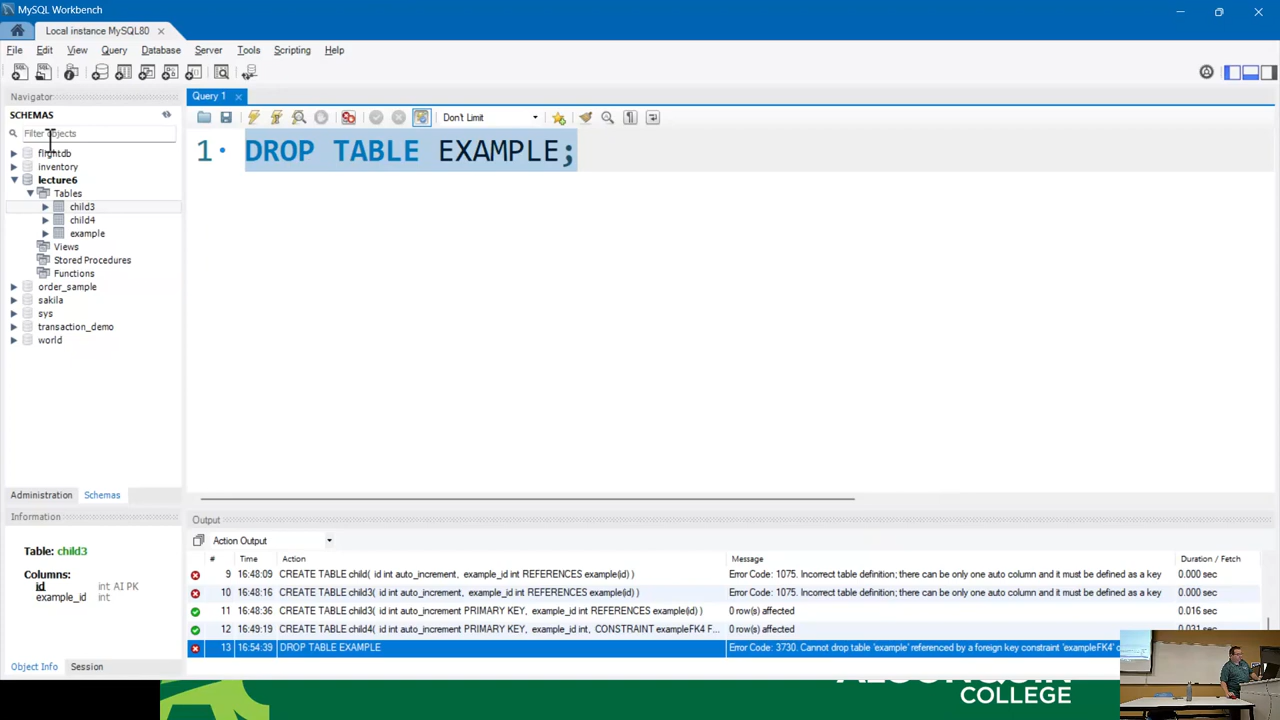 MySQL Workbench
Local instance MySQL80
File Edit View Query Database Server Tools Scripting Help
Navigator
SCHEMAS
Filter objects
flightdb
inventory
lecture6
Tables
child3
child4
example
Views
Stored Procedures
Functions
order_sample
sakila
sys
transaction_demo
world
Administration Schemas
Information
Table: child3
Columns:
id int AI PK
example_id int
Object Info Session
Query 1
Don't Limit
1 DROP TABLE EXAMPLE;
Output
Action Output
# Time Action Message Duration / Fetch
9 16:48:09 CREATE TABLE child( id int auto_increment, example_id int REFERENCES example(id) ) Error Code: 1075. Incorrect table definition; there can be only one auto column and it must be defined as a key 0.000 sec
10 16:48:16 CREATE TABLE child3( id int auto_increment, example_id int REFERENCES example(id) ) Error Code: 1075. Incorrect table definition; there can be only one auto column and it must be defined as a key 0.000 sec
11 16:48:36 CREATE TABLE child3( id int auto_increment PRIMARY KEY, example_id int REFERENCES example(id) ) 0 row(s) affected 0.016 sec
12 16:49:19 CREATE TABLE child4( id int auto_increment PRIMARY KEY, example_id int, CONSTRAINT exampleFK4 F... 0 row(s) affected 0.031 sec
13 16:54:39 DROP TABLE EXAMPLE Error Code: 3730. Cannot drop table 'example' referenced by a foreign key constraint 'exampleFK4'
COLLEGE